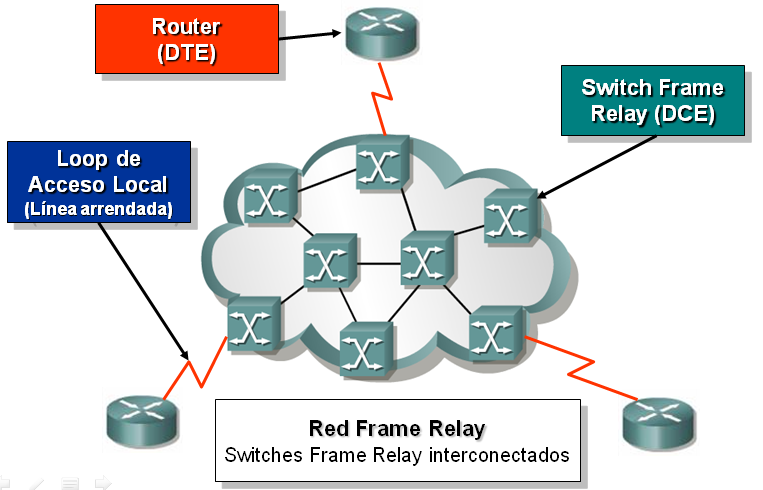 Router
(DTE)
Switch Frame
Relay (DCE)
Loop de
Acceso Local
(Línea arrendada)
Red Frame Relay
Switches Frame Relay interconectados